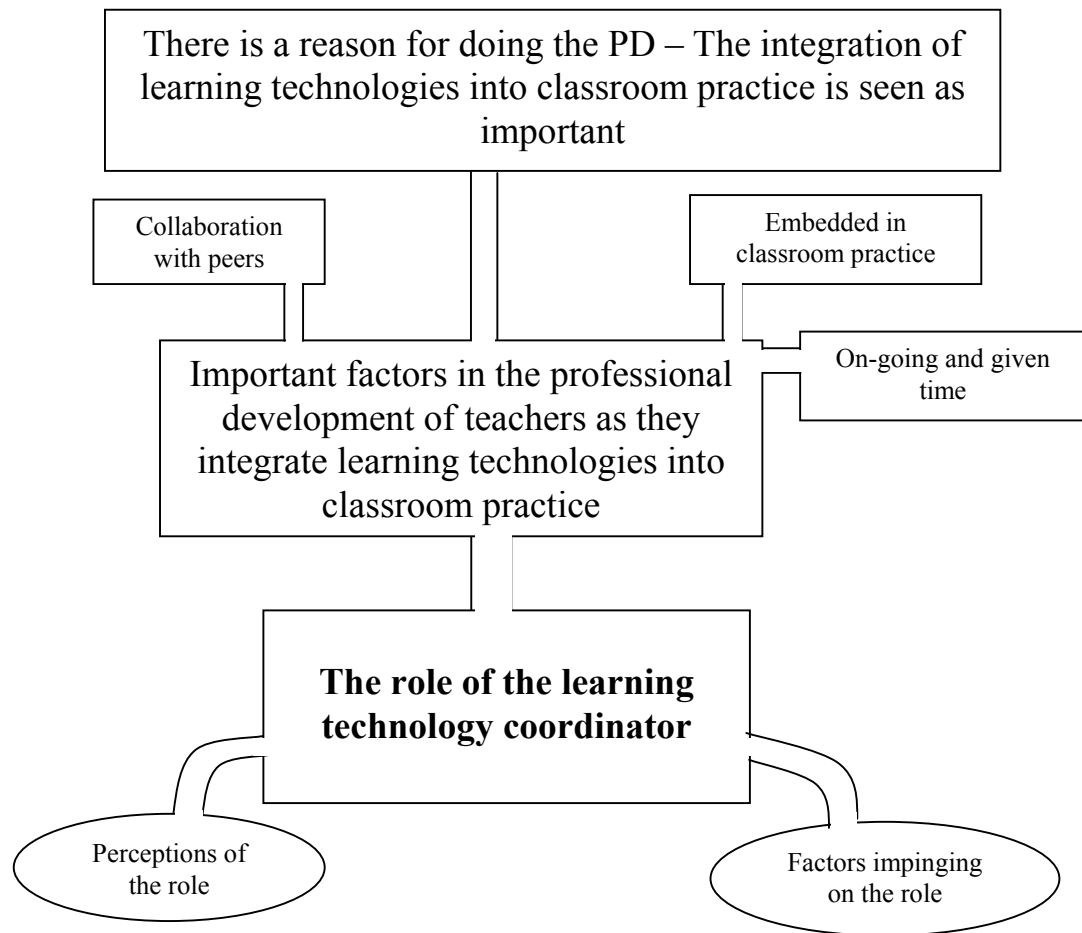 There is a reason for doing the PD – The integration of
learning technologies into classroom practice is seen as
important
Collaboration
with peers
Embedded in
classroom practice
On-going and given
time
Important factors in the professional
development of teachers as they
integrate learning technologies into
classroom practice
The role of the learning
technology coordinator
Perceptions of
the role
Factors impinging
on the role